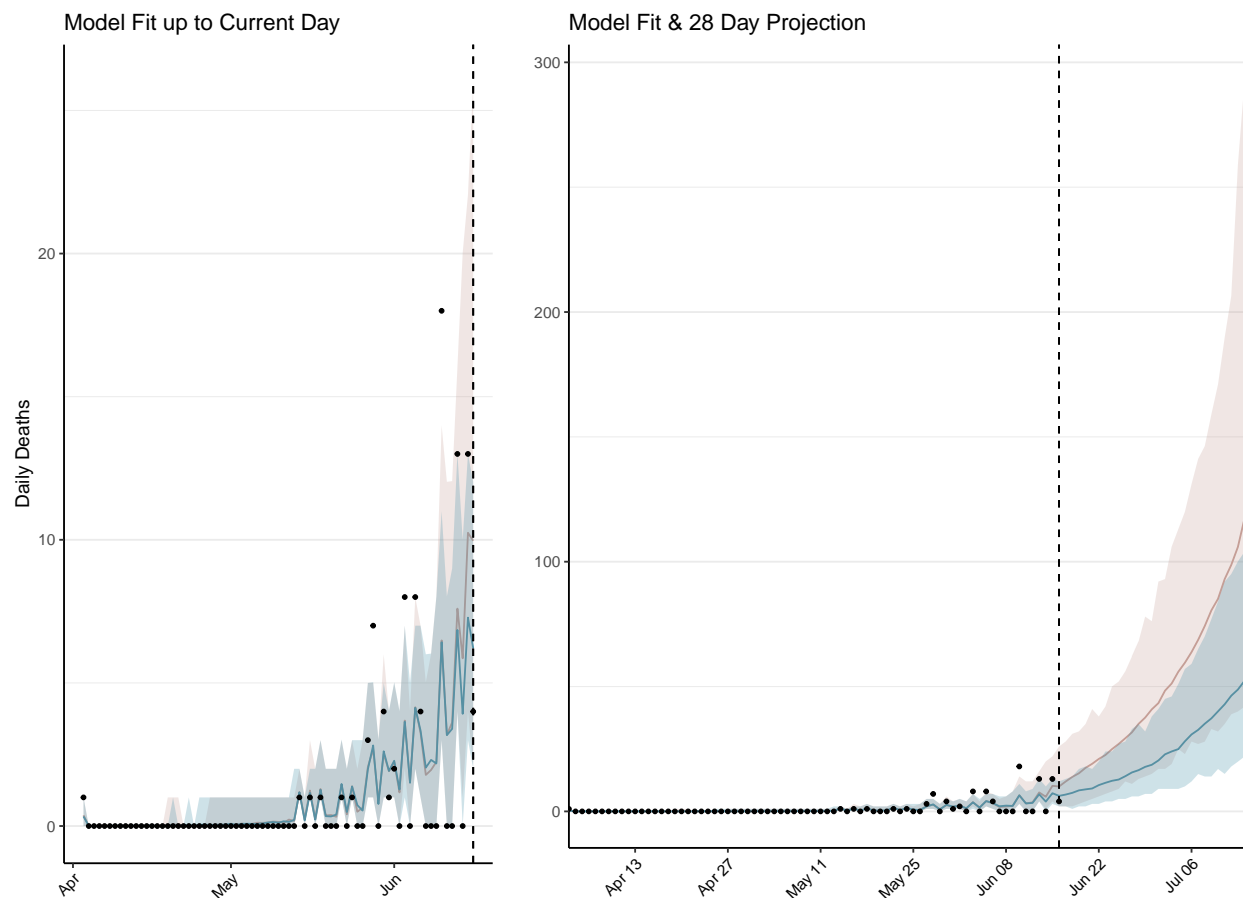 Model Fit up to Current Day
Daily Deaths
20
10
0
Apr
May
Jun
Model Fit & 28 Day Projection
300
200
100
0
Apr 13
Apr 27
May 11
May 25
Jun 08
Jun 22
Jul 06